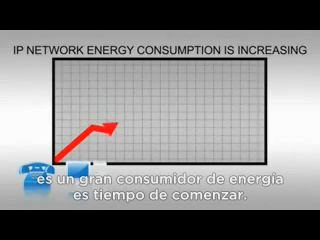 IP NETWORK ENERGY CONSUMPTION IS INCREASING
es un gran consumidor de energía
es tiempo de comenzar.